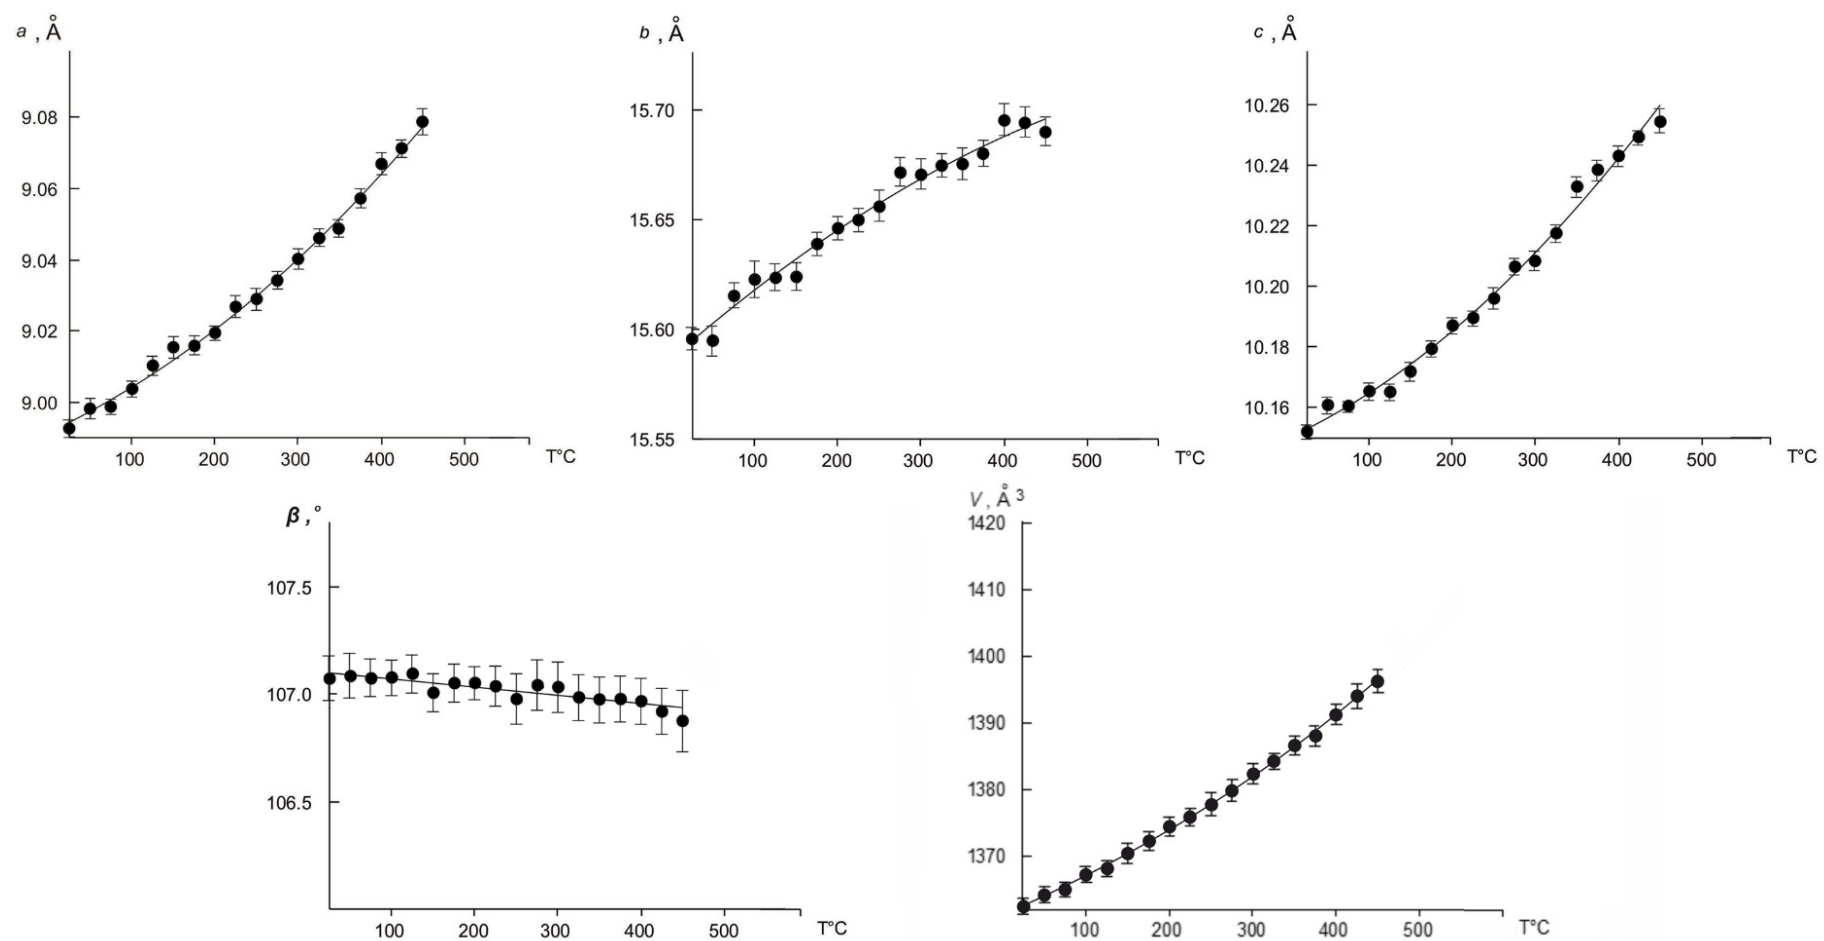 a , Å
9.08
9.06
9.04
9.02
9.00
100 200 300 400 500 T°C
b , Å
15.70
15.65
15.60
15.55
100 200 300 400 500 T°C
c , Å
10.26
10.24
10.22
10.20
10.18
10.16
100 200 300 400 500 T°C
β , °
107.5
107.0
106.5
100 200 300 400 500 T°C
V , Å 3
1420
1410
1400
1390
1380
1370
100 200 300 400 500 T°C